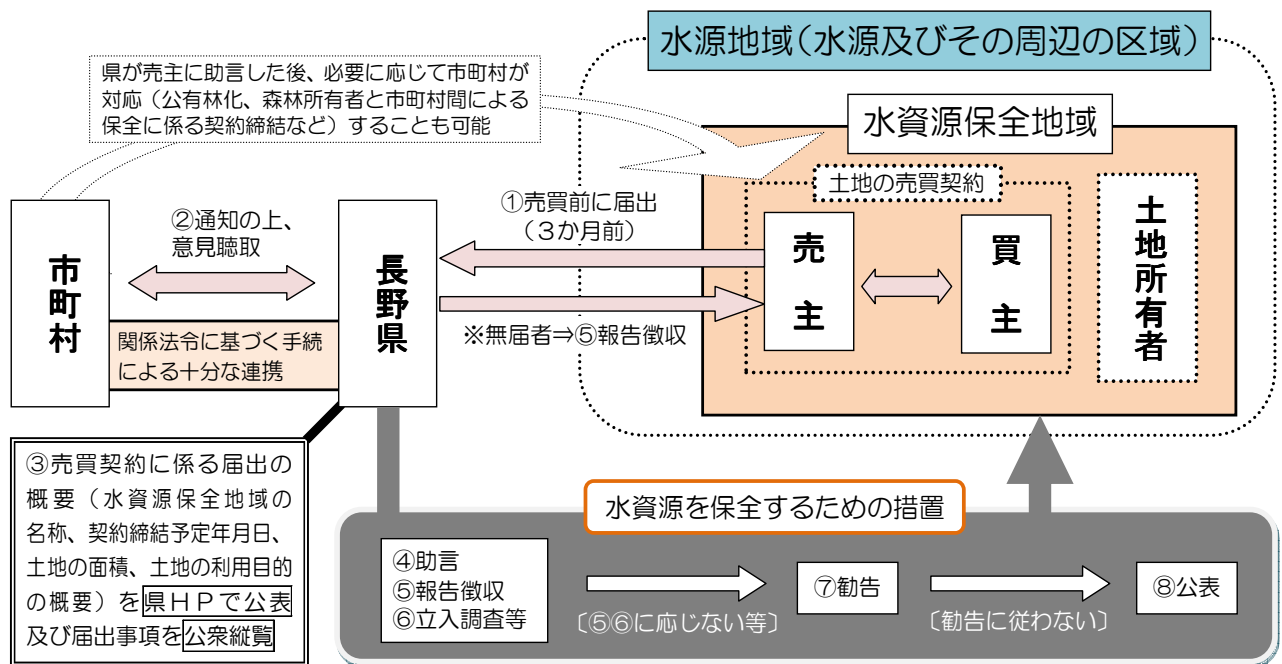 水源地域（水源及びその周辺の区域）
県が売主に助言した後、必要に応じて市町村が
対応（公有林化、森林所有者と市町村間による
保全に係る契約締結など）することも可能
水資源保全地域
土地の売買契約
売主
買主
土地所有者
①売買前に届出
（３か月前）
※無届者⇒⑤報告徴収
②通知の上、
意見聴取
市町村
長野県
関係法令に基づく手続
による十分な連携
③売買契約に係る届出の
概要（水資源保全地域の
名称、契約締結予定年月日、
土地の面積、土地の利用目的
の概要）を県ＨＰで公表
及び届出事項を公衆縦覧
水資源を保全するための措置
④助言
⑤報告徴収
⑥立入調査等
〔⑤⑥に応じない等〕
⑦勧告
〔勧告に従わない〕
⑧公表